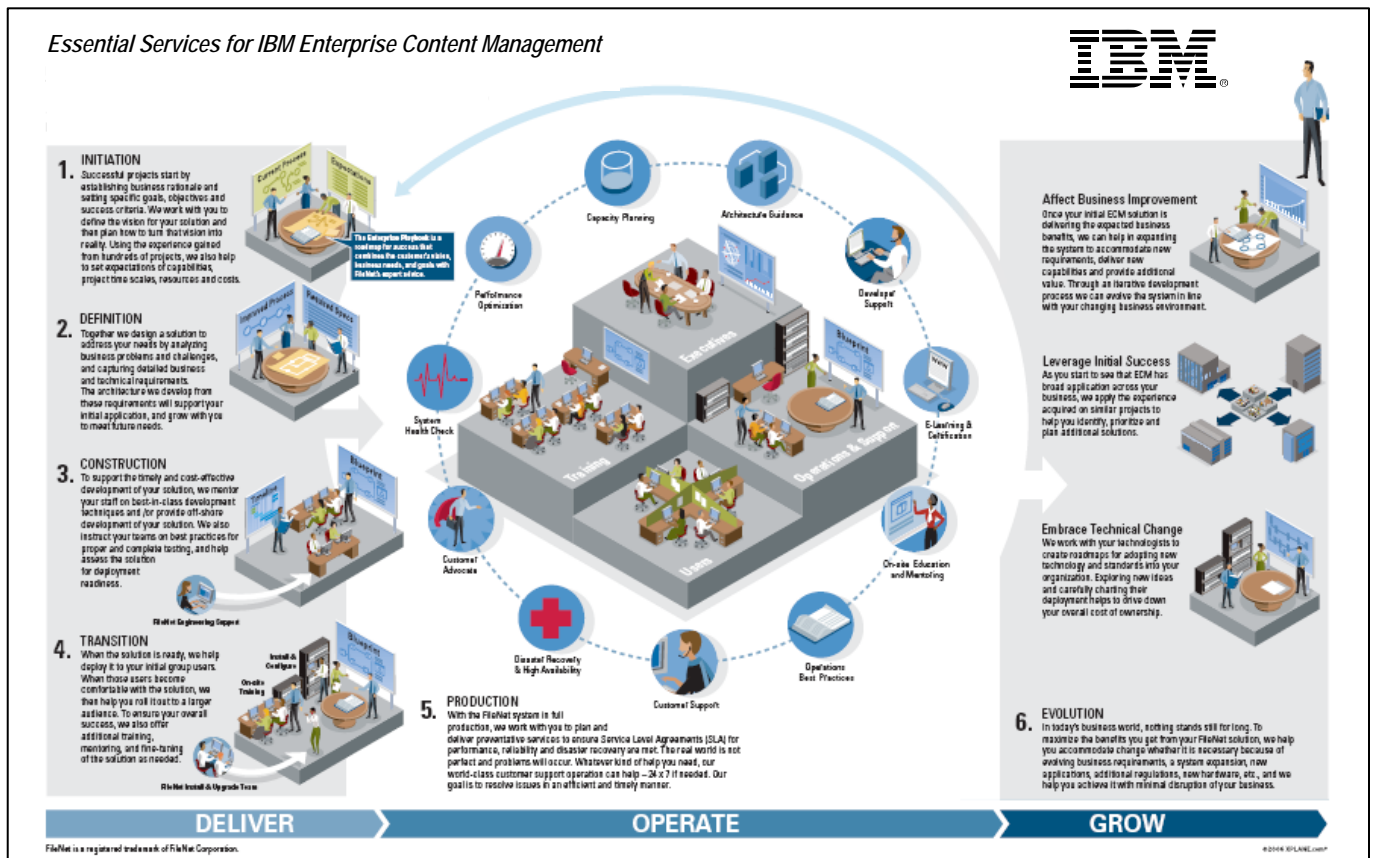 Essential Services for IBM Enterprise Content Management
IBM®
1. INITIATION
Successful projects start by
establishing business rationale and
setting specific goals, objectives and
success criteria. We work with you to
define the vision for your solution and
then plan how to turn that vision into
reality. Using the experience gained
from hundreds of projects, we also help
to set expectations of capabilities,
project time scales, resources and costs.
Current Process
Expectations
The Enterprise Playbook is a
roadmap for success that
combines the customer's vision,
business needs, and goals with
FileNet's expert advice.
2. DEFINITION
Together we design a solution to
address your needs by analyzing
business problems and challenges,
and capturing detailed business
and technical requirements.
The architecture we develop from
these requirements will support your
initial application, and grow with you
to meet future needs.
Improved Process
Required Specs
3. CONSTRUCTION
To support the timely and cost-effective
development of your solution, we mentor
your staff on best-in-class development
techniques and /or provide off-shore
development of your solution. We also
instruct your teams on best practices for
proper and complete testing, and help
assess the solution
for deployment
readiness.
Timeline
Blueprint
FileNet Engineering Support
4. TRANSITION
When the solution is ready, we help
deploy it to your initial group users.
When those users become
comfortable with the solution, we
then help you roll it out to a larger
audience. To ensure your overall
success, we also offer
additional training,
mentoring, and fine-tuning
of the solution as needed.
Install &
Configure
On-site
Training
Blueprint
FileNet Install & Upgrade Team
Capacity Planning
Architecture Guidance
Performance
Optimization
Developer
Support
System
Health Check
New
E-Learning &
Certification
Customer
Advocate
On-site Education
and Mentoring
Disaster Recovery
& High Availability
Customer Support
Operations
Best Practices
Executives
Blueprint
Training
Operations & Support
Users
5. PRODUCTION
With the FileNet system in full
production, we work with you to plan and
deliver preventative services to ensure Service Level Agreements (SLA) for
performance, reliability and disaster recovery are met. The real world is not
perfect and problems will occur. Whatever kind of help you need, our
world-class customer support operation can help – 24 x 7 if needed. Our
goal is to resolve issues in an efficient and timely manner.
Affect Business Improvement
Once your initial ECM solution is
delivering the expected business
benefits, we can help in expanding
the system to accommodate new
requirements, deliver new
capabilities and provide additional
value. Through an iterative development
process we can evolve the system in line
with your changing business environment.
Leverage Initial Success
As you start to see that ECM has
broad application across your
business, we apply the experience
acquired on similar projects to
help you identify, prioritize and
plan additional solutions.
Embrace Technical Change
We work with your technologists to
create roadmaps for adopting new
technology and standards into your
organization. Exploring new ideas
and carefully charting their
deployment helps to drive down
your overall cost of ownership.
6. EVOLUTION
In today's business world, nothing stands still for long. To
maximize the benefits you get from your FileNet solution, we help
you accommodate change whether it is necessary because of
evolving business requirements, a system expansion, new
applications, additional regulations, new hardware, etc., and we
help you achieve it with minimal disruption of your business.
DELIVER
OPERATE
GROW
FileNet is a registered trademark of FileNet Corporation.
©2006 XPLANE.com®